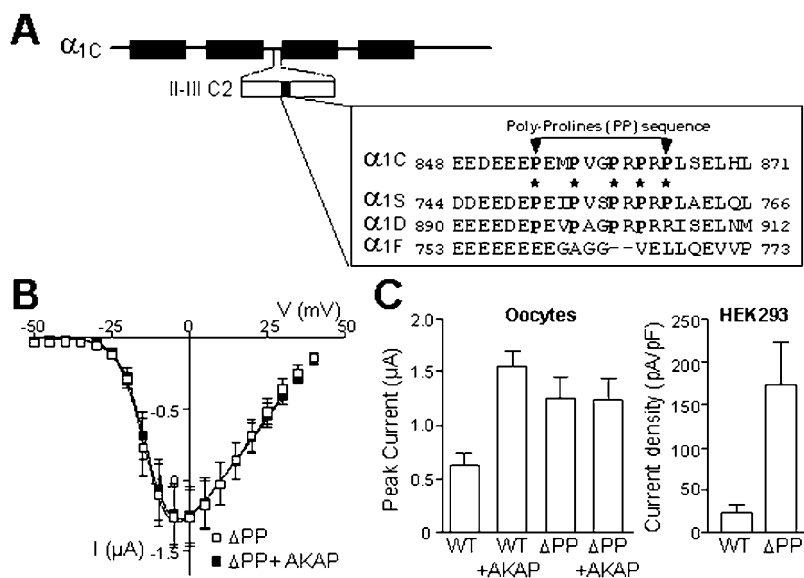 A
α1C
II-III C2
Poly-Prolines (PP) sequence
α1C 848 EEDEEEPEMPVGPRPRPLSELHL 871
★ ★ ★ ★ ★
α1S 744 DDEEDEPEIPVSPRPRPLAELQL 766
α1D 890 EEEEDEPEVPAGPRPRRISELNM 912
α1F 753 EEEEEEEEGAGG--VELLQEVVP 773
B
V (mV)
-50 -25 0 25 50
-0.5
0
-1.5
I (μA)
ΔPP
ΔPP+ AKAP
C
Oocytes
Peak Current (μA)
2.0
1.5
1.0
0.5
0
WT
WT +AKAP
ΔPP
ΔPP +AKAP
HEK293
Current density (pA/pF)
250
200
150
100
50
0
WT
ΔPP